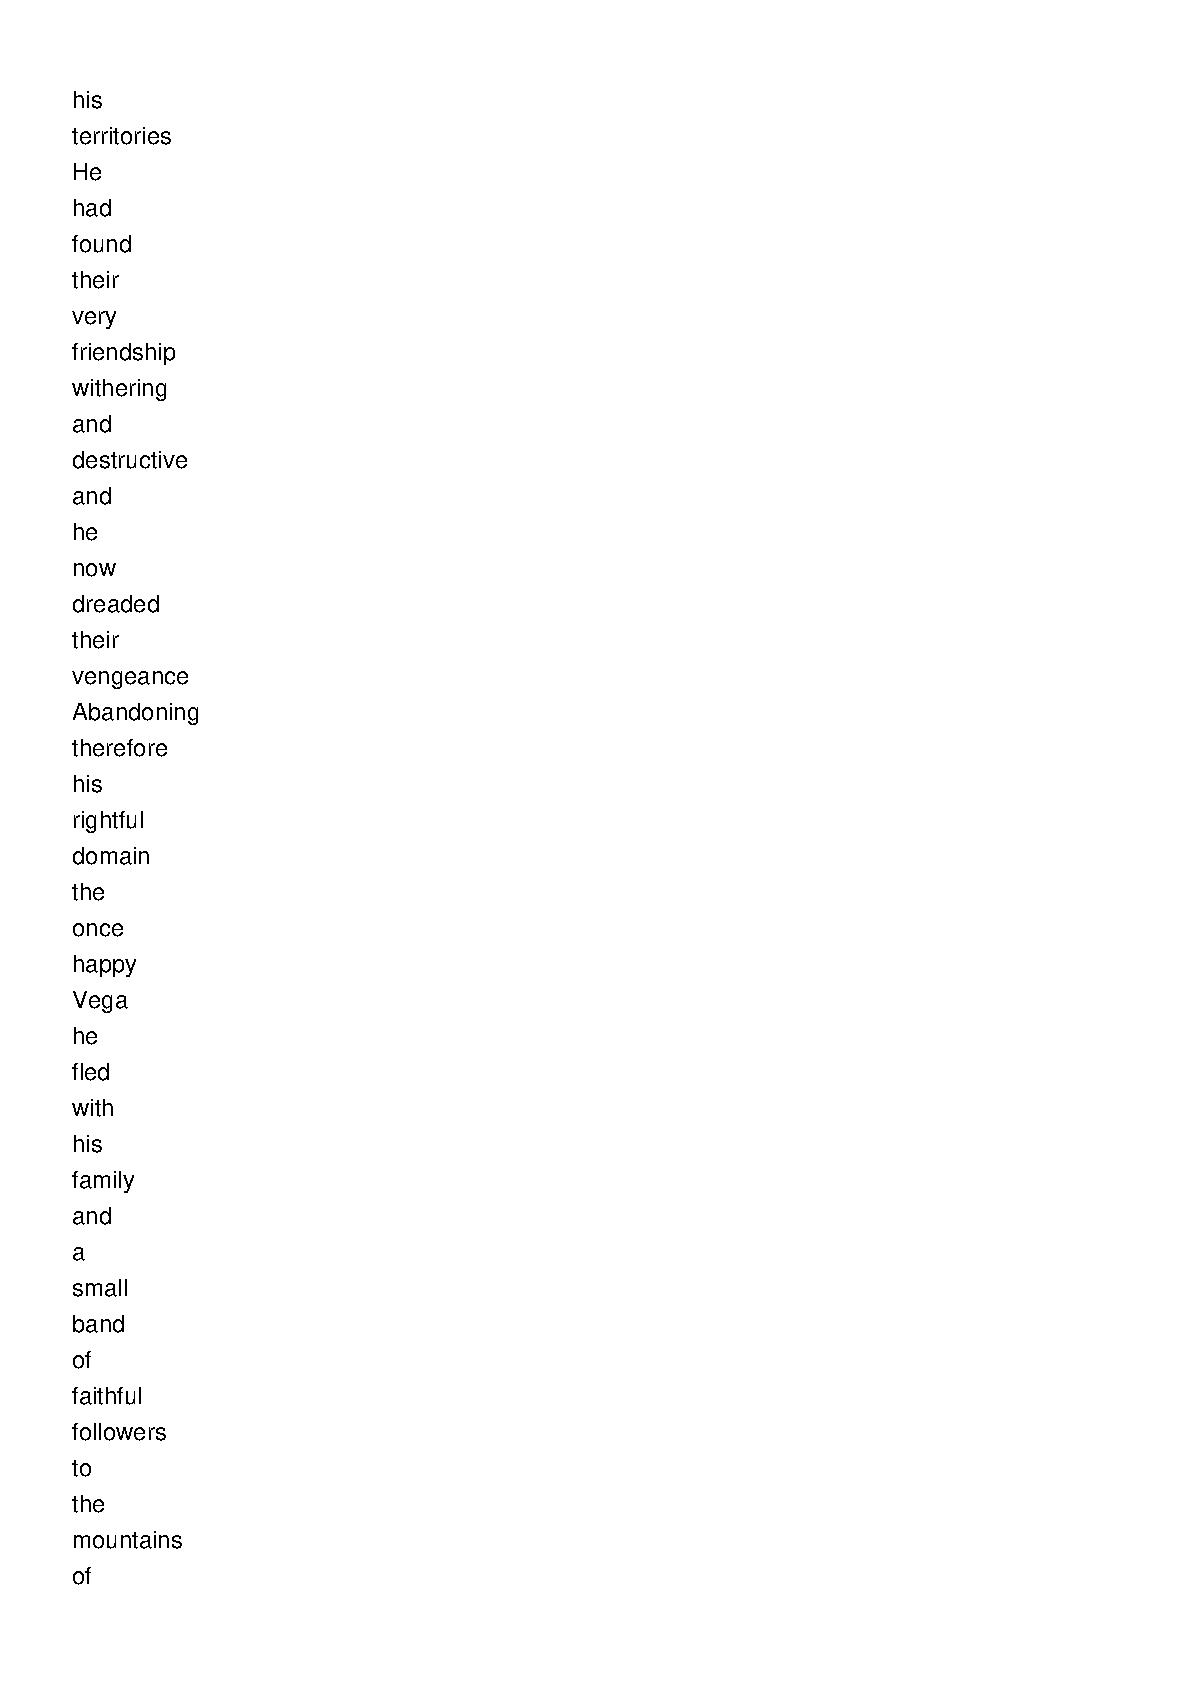 his
territories
He
had
found
their
very
friendship
withering
and
destructive
and
he
now
dreaded
their
vengeance
Abandoning
therefore
his
rightful
domain
the
once
happy
Vega
he
fled
with
his
family
and
a
small
band
of
faithful
followers
to
the
mountains
of